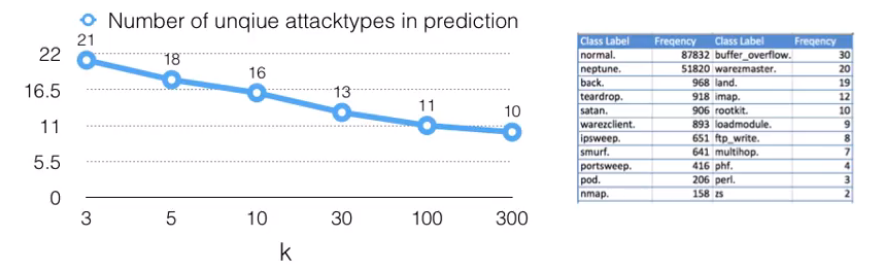 Number of unqiue attacktypes in prediction
21
18
16
13
11
10
22
16.5
11
5.5
0
3 5 10 30 100 300
k
Class Label Freqency Class Label Freqency
normal. 87832 buffer_overflow. 30
neptune. 51820 warezmaster. 20
back. 968 land. 19
teardrop. 918 imap. 12
satan. 906 rootkit. 10
warezclient. 893 loadmodule. 9
ipsweep. 651 ftp_write. 8
smurf. 641 multihop. 7
portsweep. 416 phf. 4
pod. 206 perl. 3
nmap. 158 zs 2